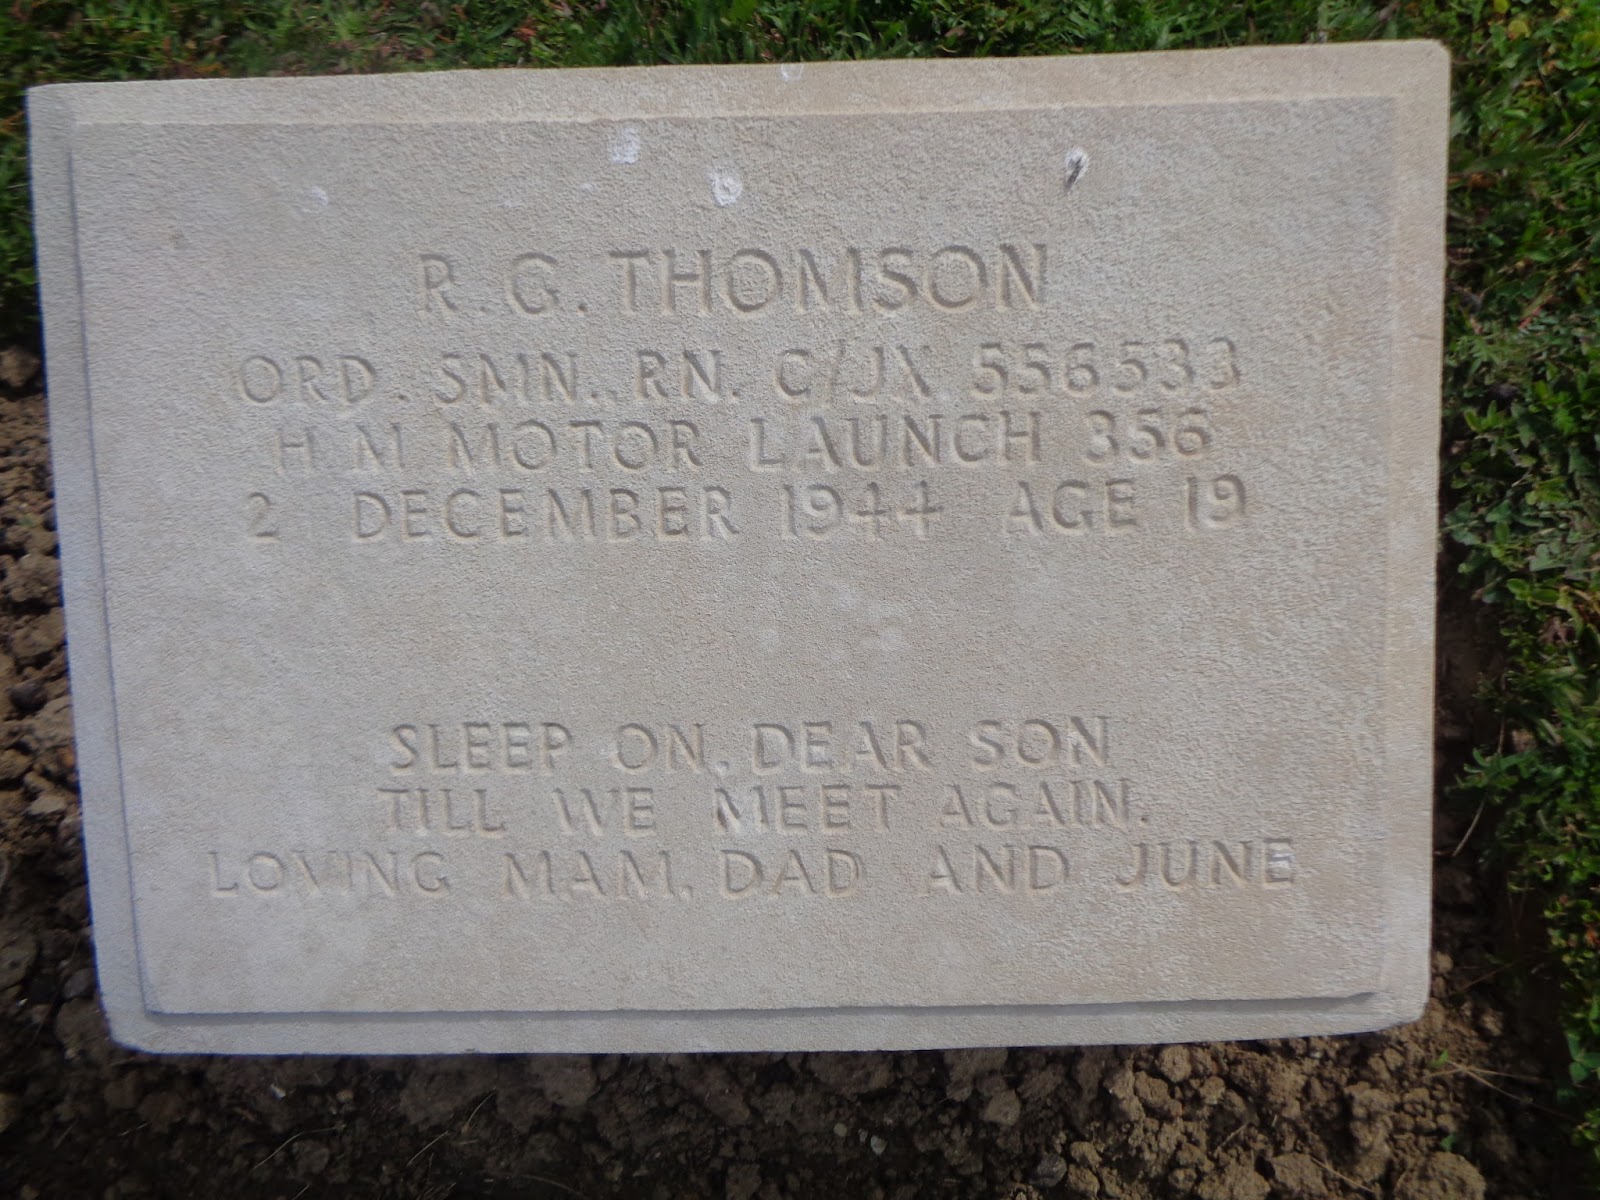 R. G. THOMSON
ORD. SMN., RN. C/JX 556533
H M MOTOR LAUNCH 356
2 DECEMBER 1944 AGE 19
SLEEP ON, DEAR SON
TILL WE MEET AGAIN.
LOVING MAM, DAD AND JUNE